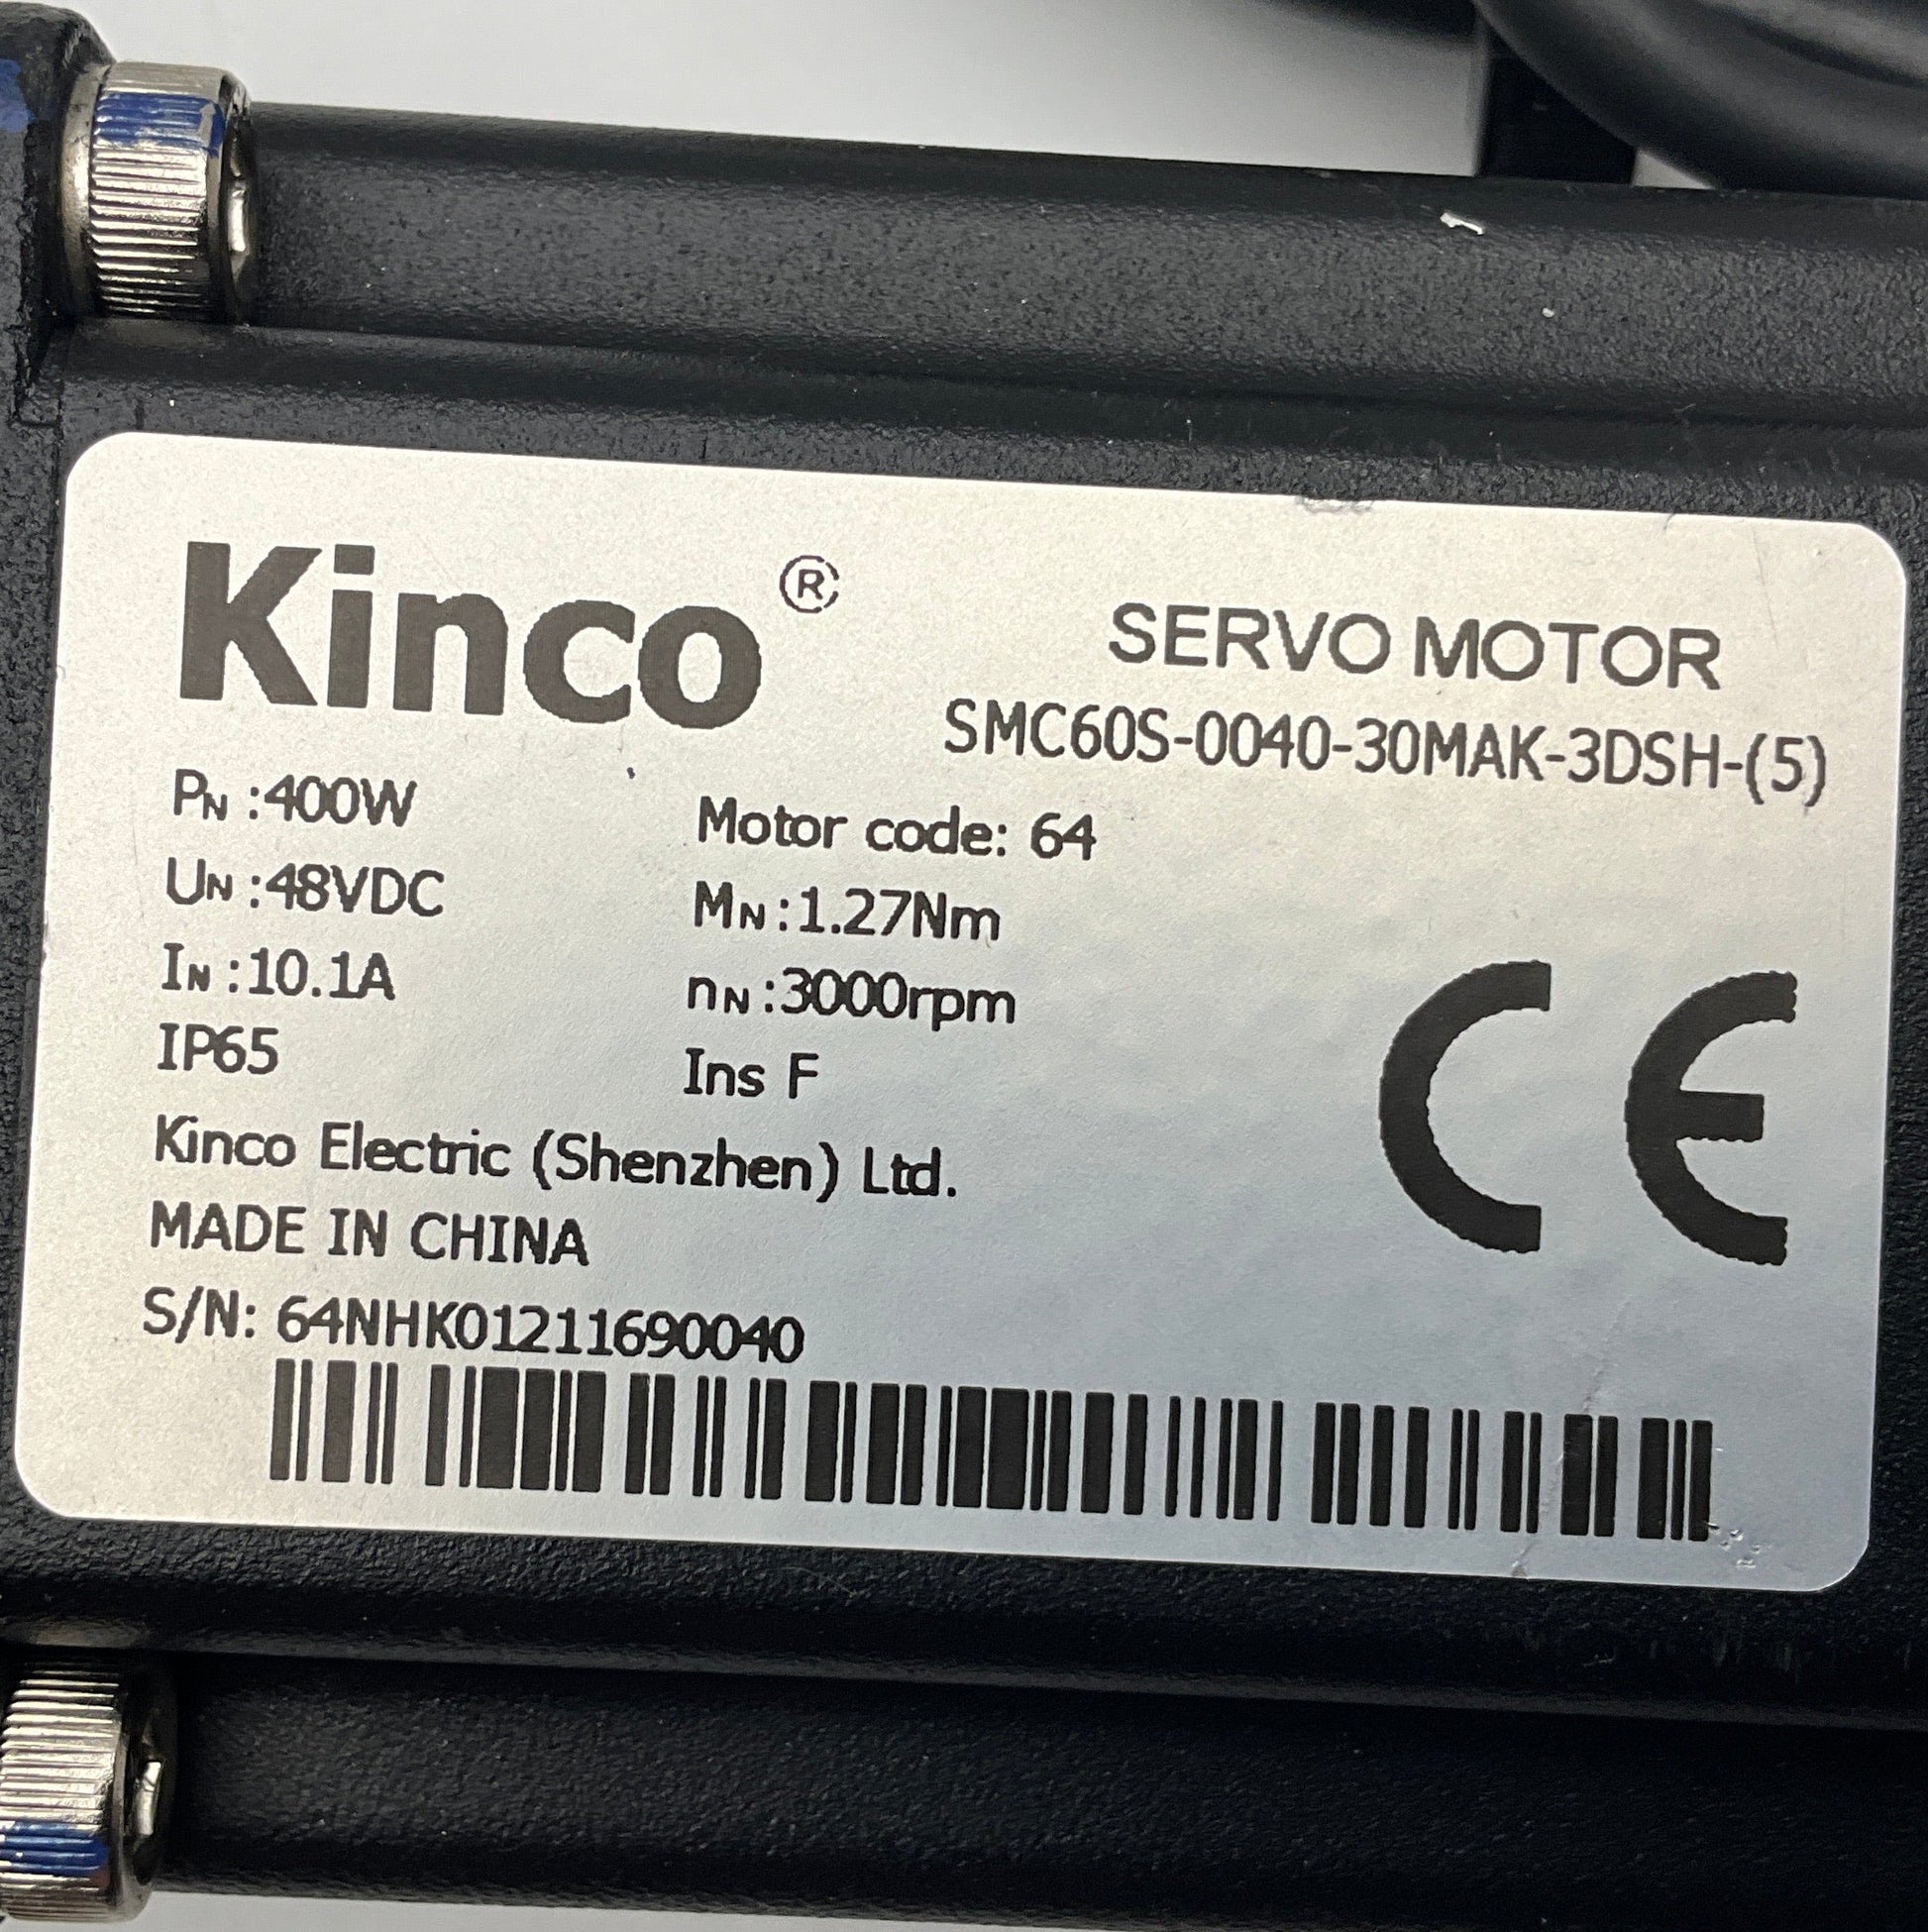 Kinco®
SERVO MOTOR
SMC60S-0040-30MAK-3DSH-(5)
PN :400W
Motor code: 64
UN :48VDC
MN :1.27Nm
IN :10.1A
nN :3000rpm
IP65
Ins F
Kinco Electric (Shenzhen) Ltd.
MADE IN CHINA
CE
S/N: 64NHK01211690040